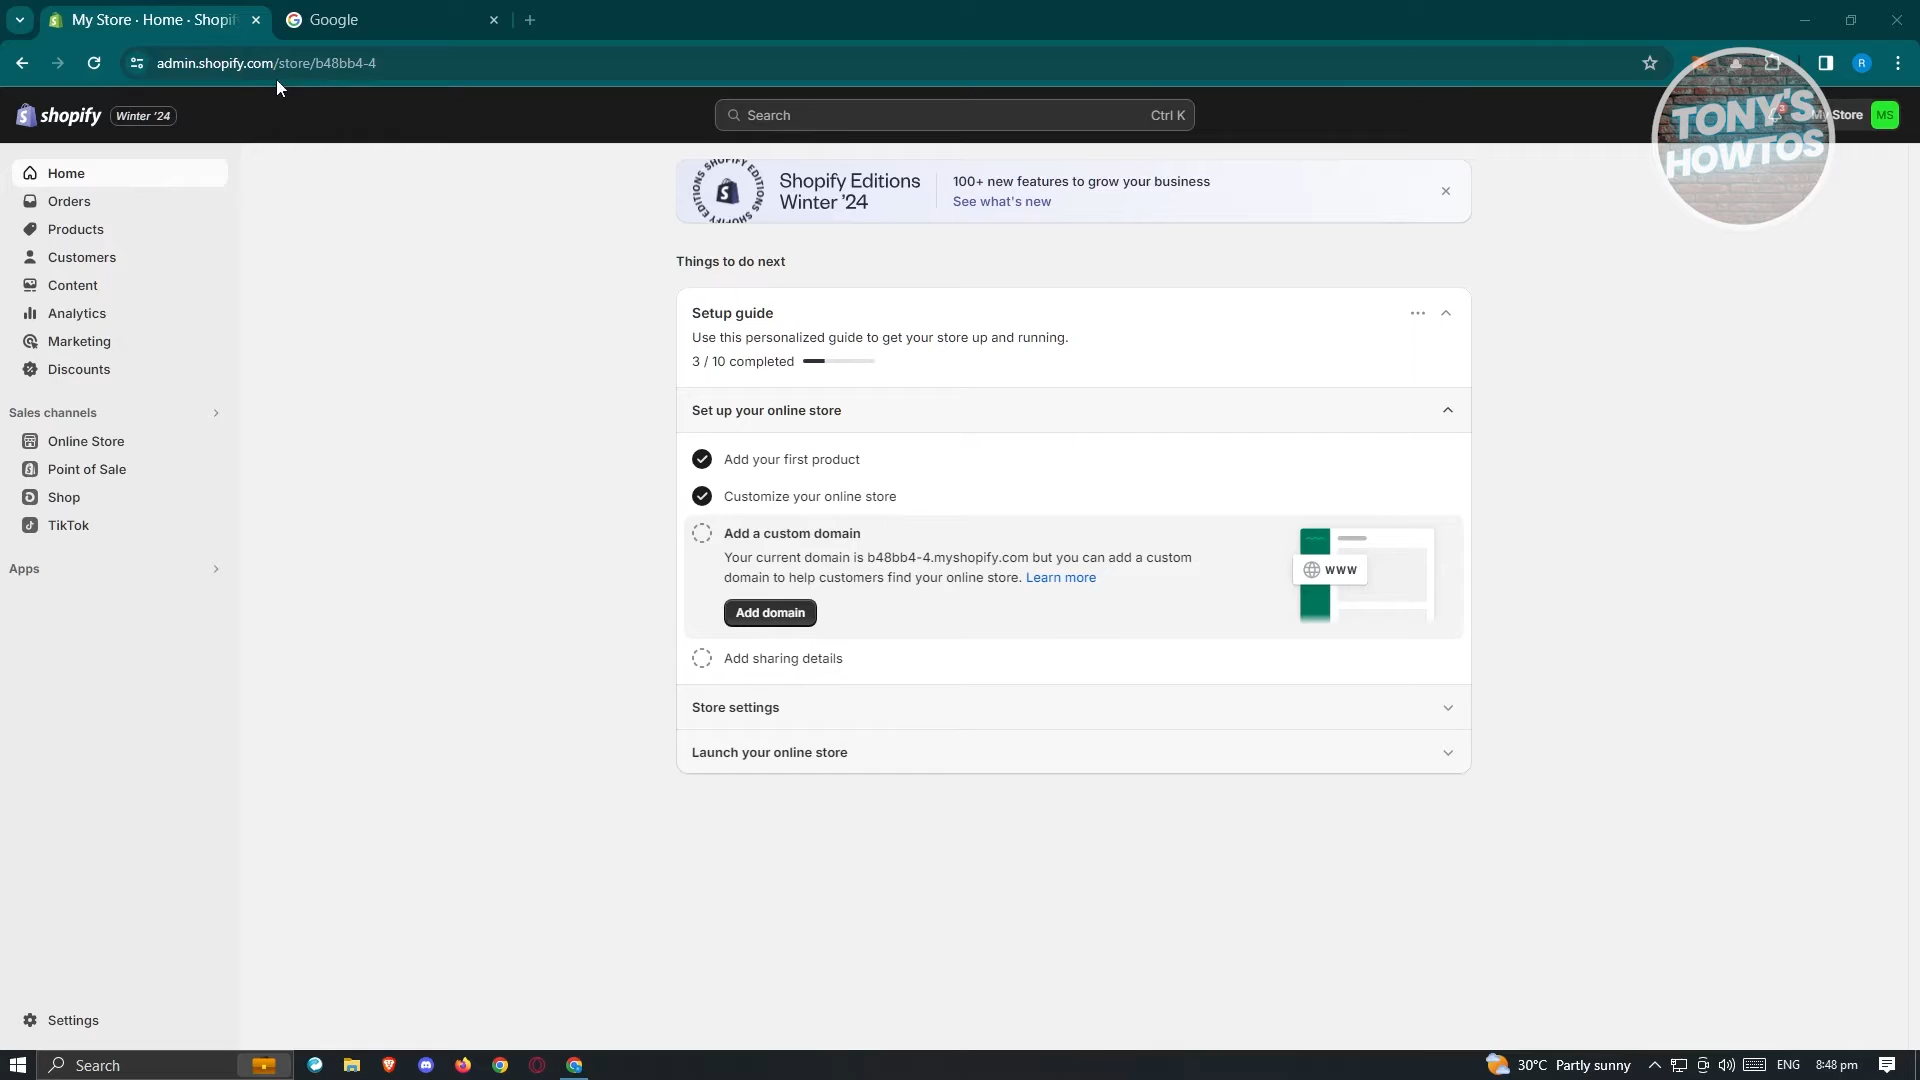 My Store · Home · Shopif
Google
admin.shopify.com/store/b48bb4-4
R
shopify
Winter '24
Search
Ctrl K
3
My Store
MS
TONY'S
HOWTOS
Home
Orders
Products
Customers
Content
Analytics
Marketing
Discounts
Sales channels
Online Store
Point of Sale
Shop
TikTok
Apps
Settings
SHOPIFY EDITIONS SHOPIFY EDITIONS
Shopify Editions
Winter '24
100+ new features to grow your business
See what's new
Things to do next
Setup guide
Use this personalized guide to get your store up and running.
3 / 10 completed
Set up your online store
Add your first product
Customize your online store
Add a custom domain
Your current domain is b48bb4-4.myshopify.com but you can add a custom
domain to help customers find your online store. Learn more
Add domain
www
Add sharing details
Store settings
Launch your online store
Search
30°C Partly sunny
ENG
8:48 pm